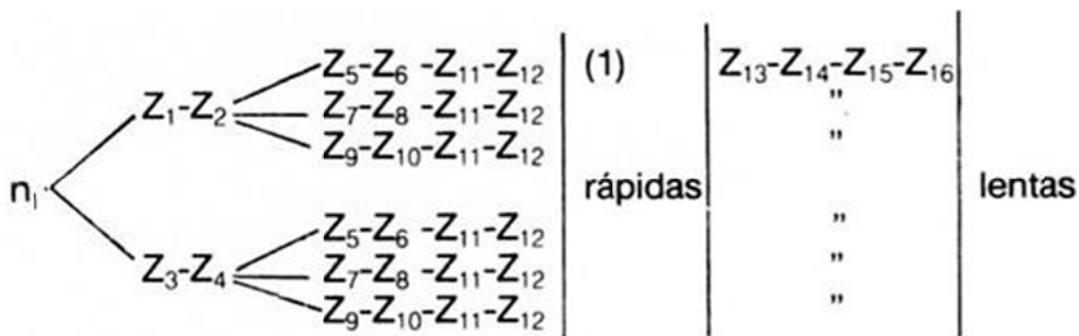 Z5-Z6 -Z11-Z12 (1) Z13-Z14-Z15-Z16
Z1-Z2 Z7-Z8 -Z11-Z12 ”
Z9-Z10-Z11-Z12 ”
nI rápidas lentas
Z5-Z6 -Z11-Z12 ”
Z3-Z4 Z7-Z8 -Z11-Z12 ”
Z9-Z10-Z11-Z12 ”